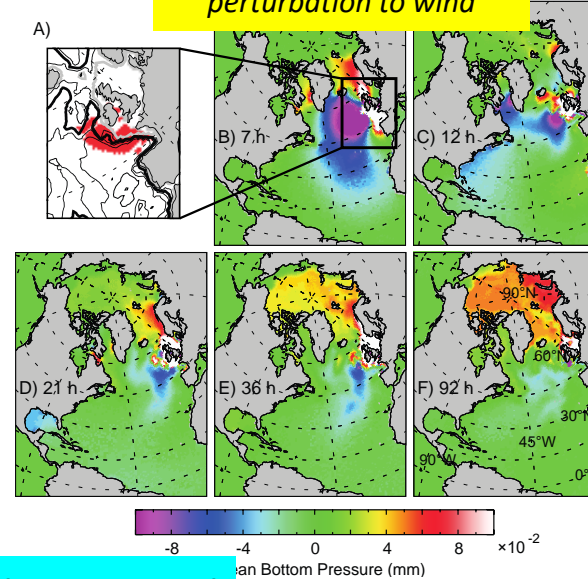 perturbation to wind
A)
B) 7 h
C) 12 h
90°N
60°N
D) 21 h
E) 36 h
F) 92 h
30°N
45°W
90°W
0°
-8 -4 0 4 8 ×10⁻²
ean Bottom Pressure (mm)